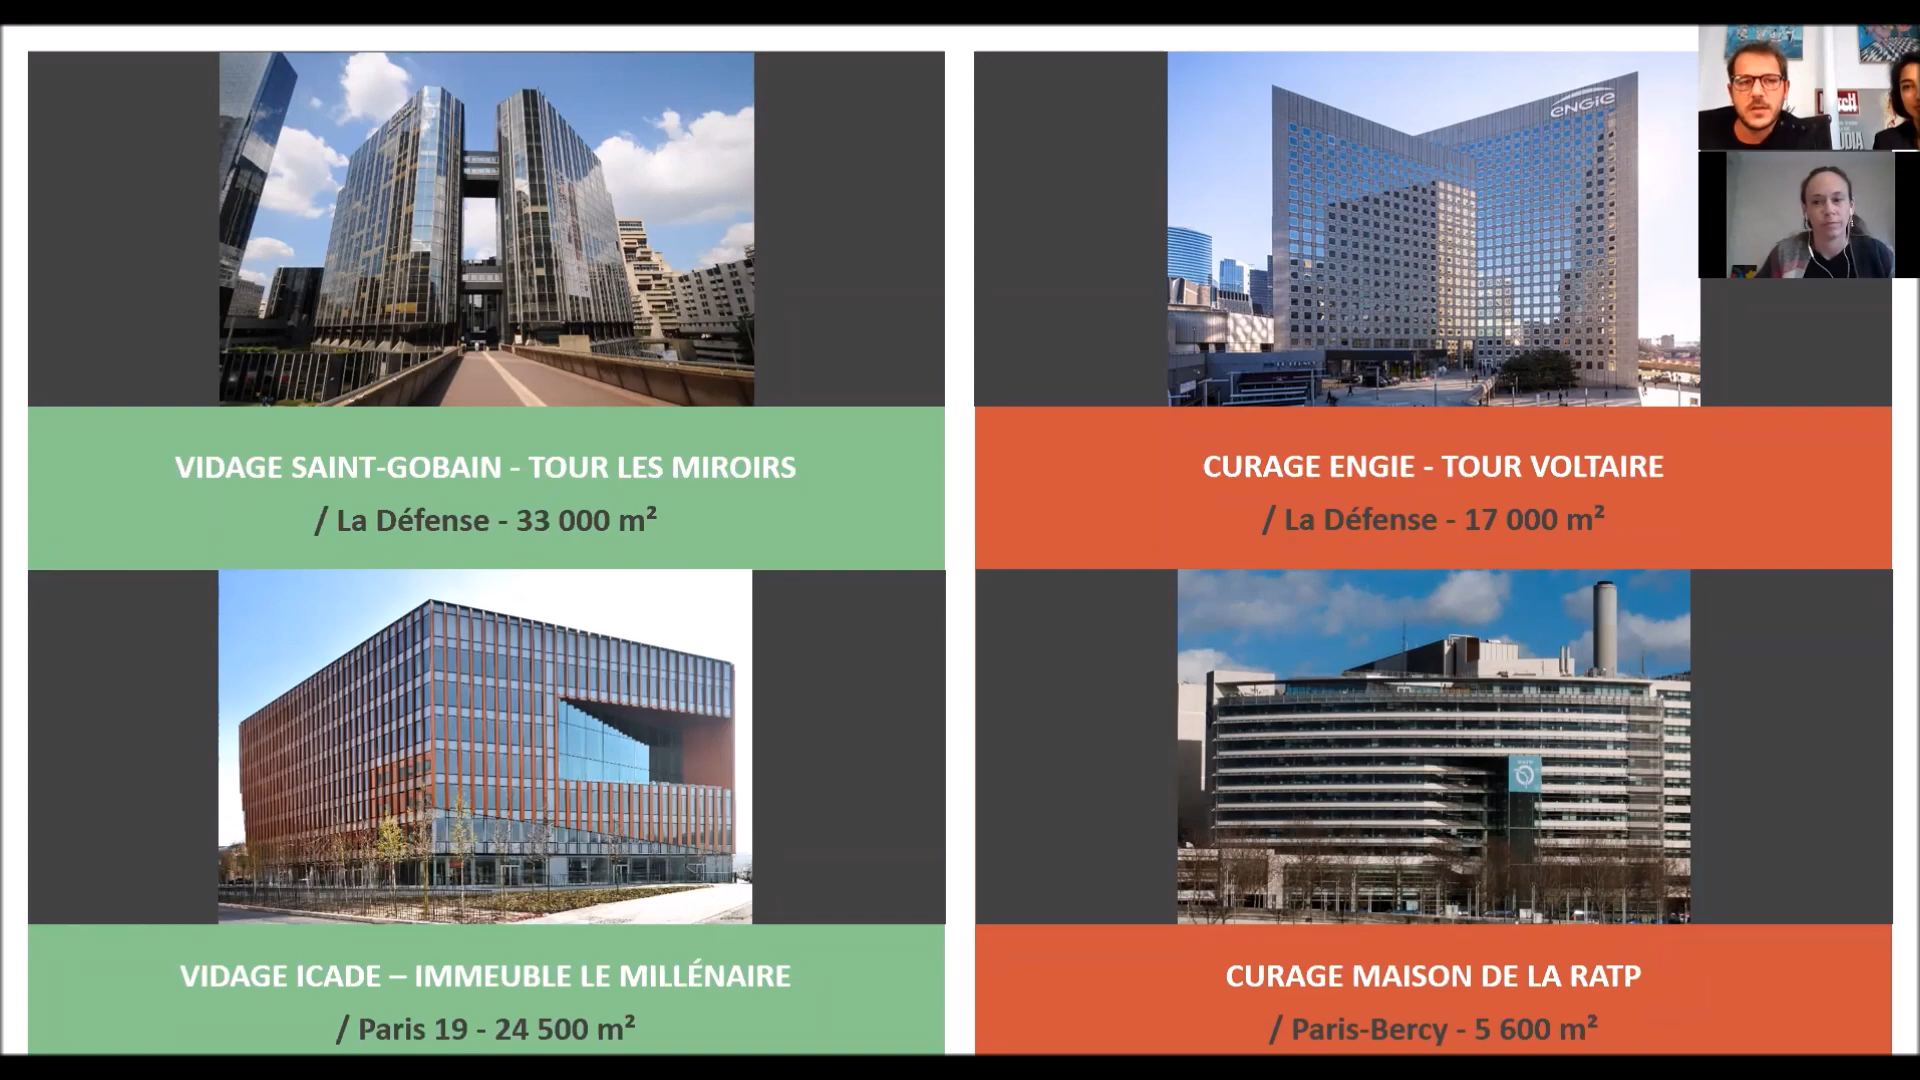 VIDAGE SAINT-GOBAIN - TOUR LES MIROIRS
/ La Défense - 33 000 m²
ENGIE
CURAGE ENGIE - TOUR VOLTAIRE
/ La Défense - 17 000 m²
VIDAGE ICADE – IMMEUBLE LE MILLÉNAIRE
/ Paris 19 - 24 500 m²
RATP
CURAGE MAISON DE LA RATP
/ Paris-Bercy - 5 600 m²